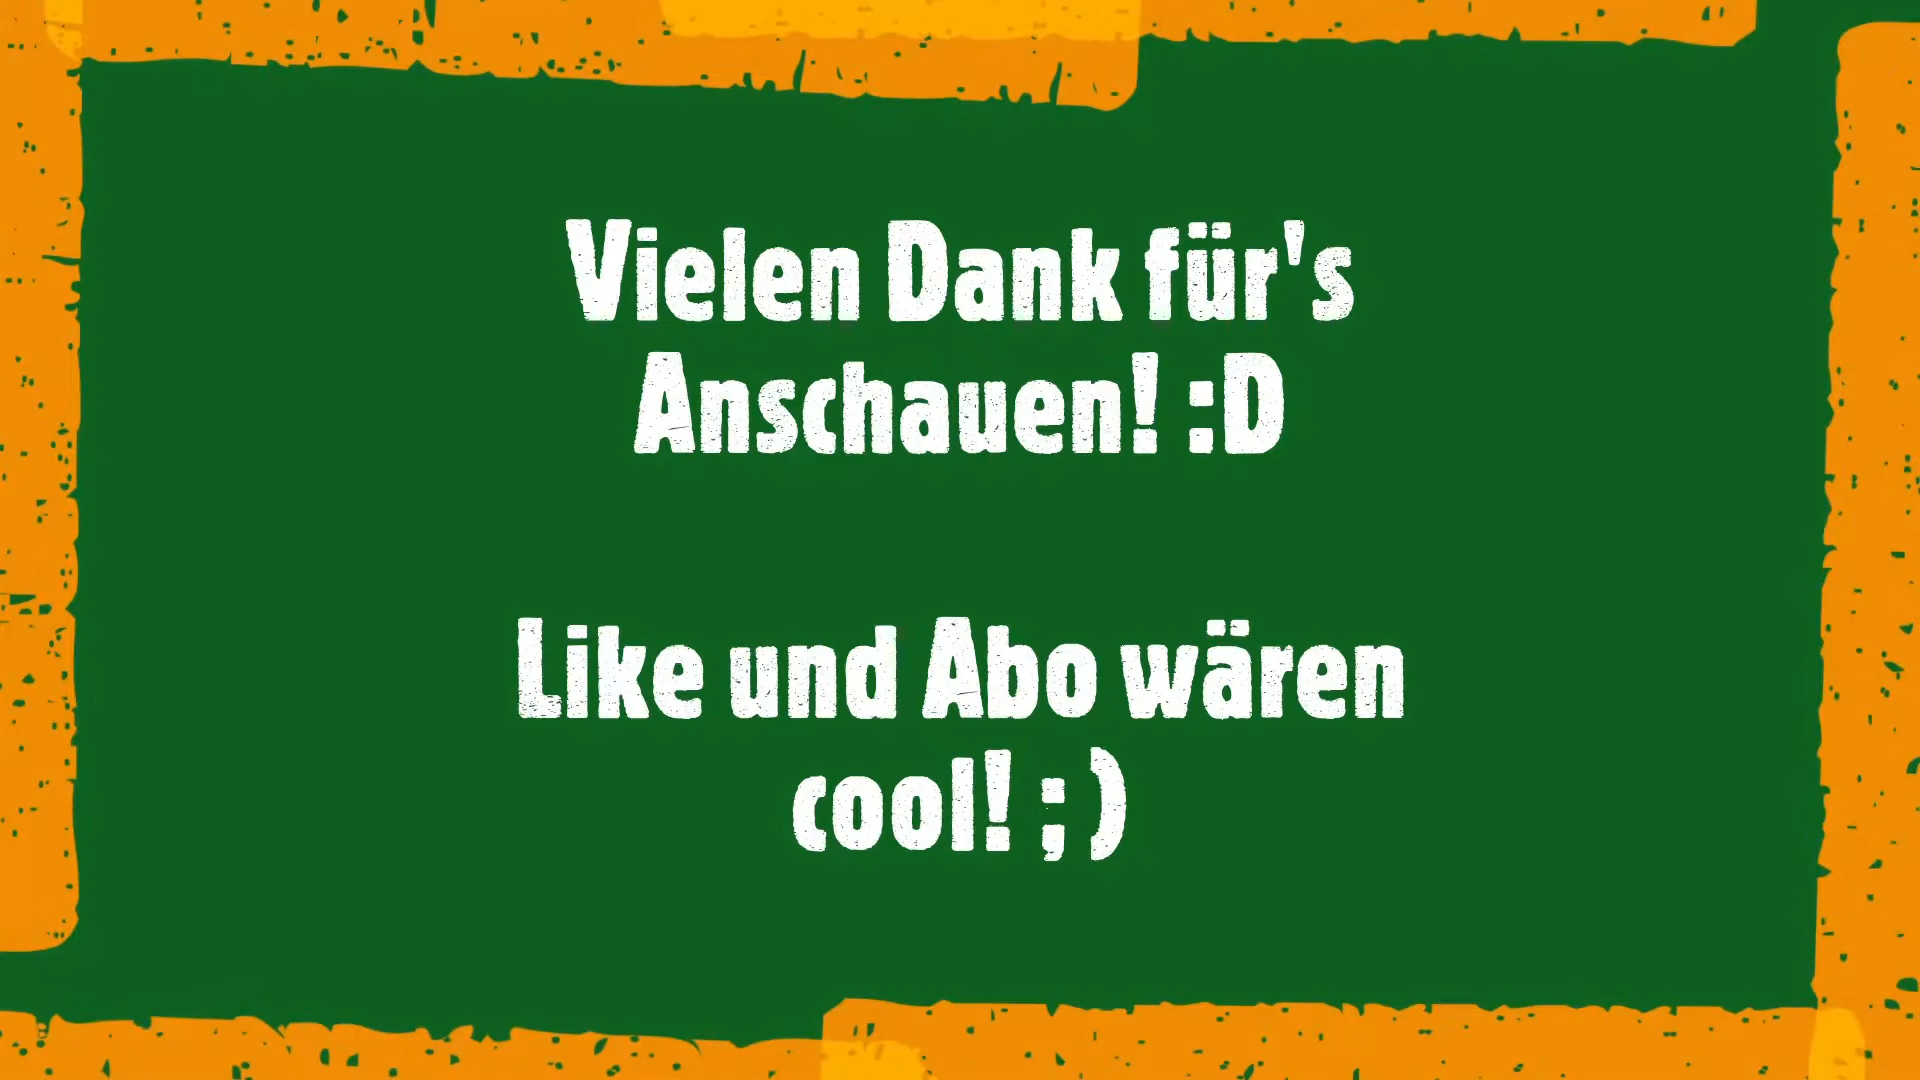 Vielen Dank für's
Anschauen! :D
Like und Abo wären
cool! ;)